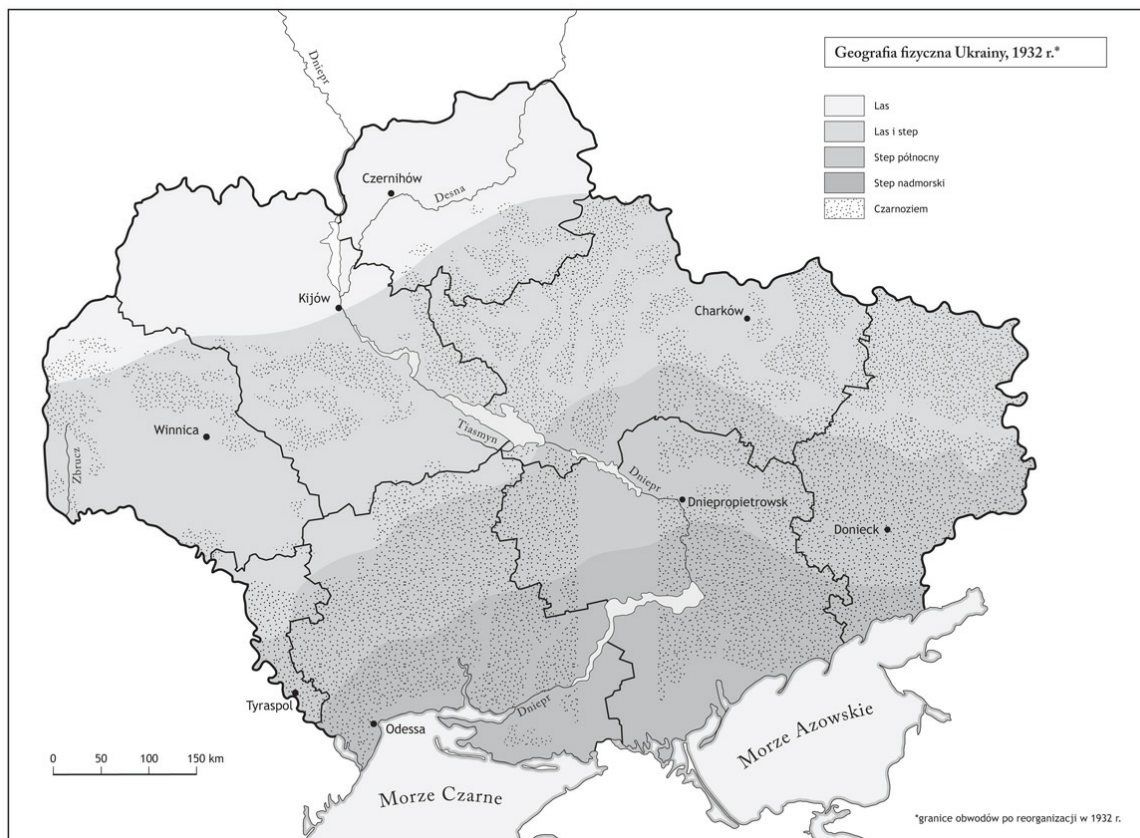 Geografia fizyczna Ukrainy, 1932 r.*
Las
Las i step
Step północny
Step nadmorski
Czarnoziem
Dniepr
Czernihów
Desna
Kijów
Charków
Winnica
Zbrucz
Tiasmyn
Dniepr
Dniepropietrowsk
Donieck
Tyraspol
Odessa
Dniepr
Morze Azowskie
Morze Czarne
0 50 100 150 km
*granice obwodów po reorganizacji w 1932 r.